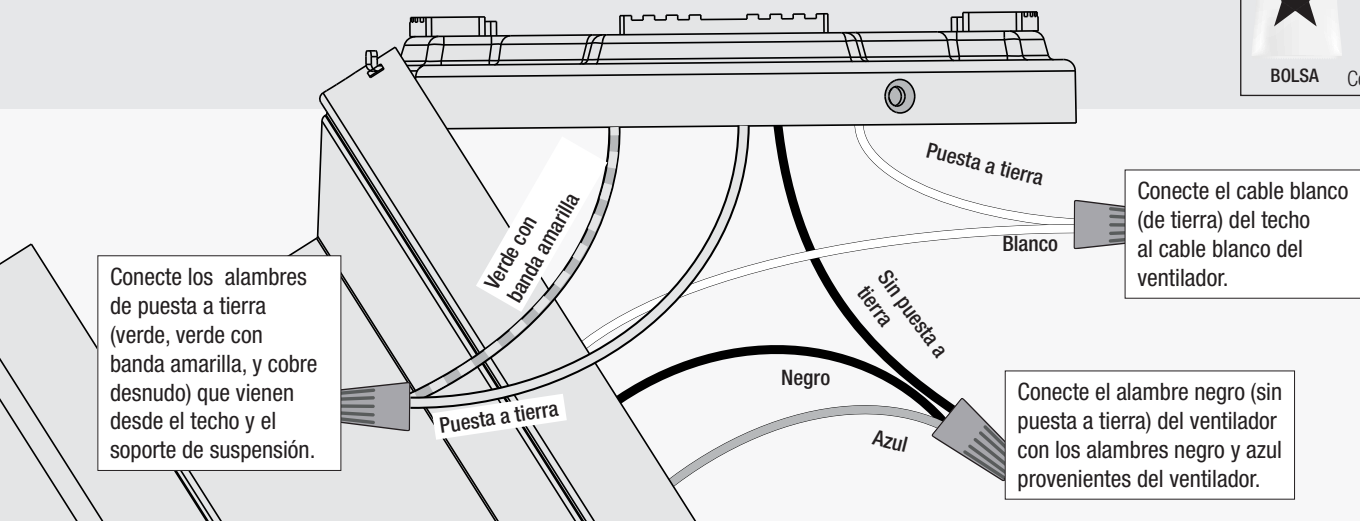 BOLSA
Puesta a tierra
Conecte el cable blanco
(de tierra) del techo
al cable blanco del
ventilador.
Blanco
Verde con
banda amarilla
Conecte los alambres
de puesta a tierra
(verde, verde con
banda amarilla, y cobre
desnudo) que vienen
desde el techo y el
soporte de suspensión.
Sin puesta a
tierra
Negro
Puesta a tierra
Azul
Conecte el alambre negro (sin
puesta a tierra) del ventilador
con los alambres negro y azul
provenientes del ventilador.